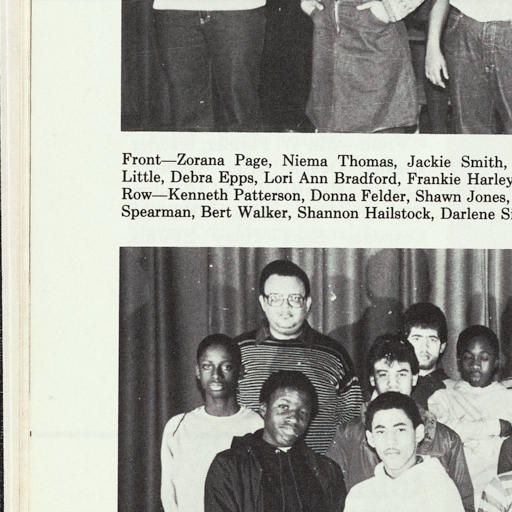 Front—Zorana Page, Niema Thomas, Jackie Smith,
Little, Debra Epps, Lori Ann Bradford, Frankie Harley
Row—Kenneth Patterson, Donna Felder, Shawn Jones,
Spearman, Bert Walker, Shannon Hailstock, Darlene